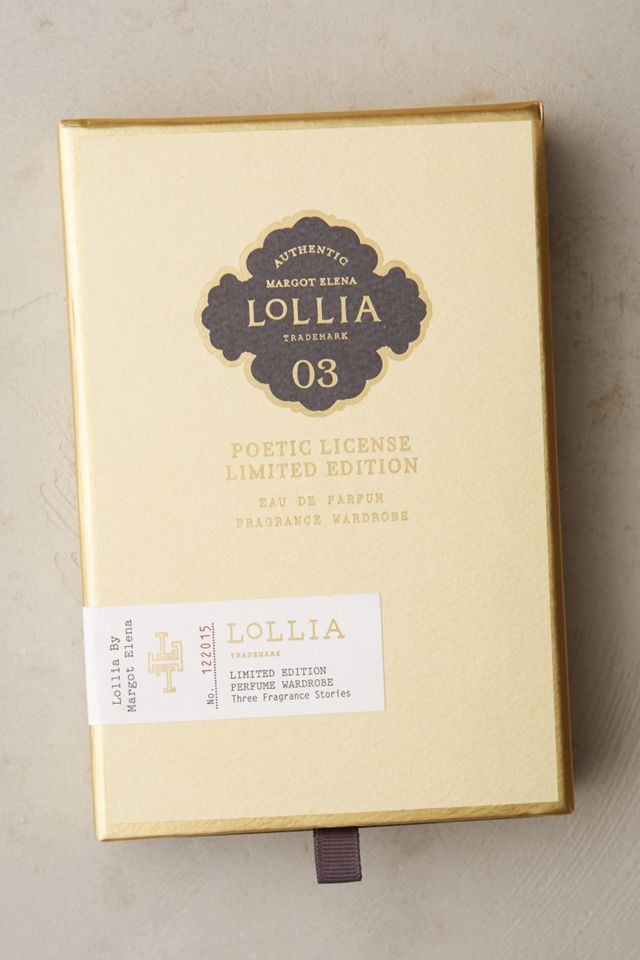 AUTHENTIC
MARGOT ELENA
LOLLIA
TRADEMARK
03
POETIC LICENSE
LIMITED EDITION
EAU DE PARFUM
FRAGRANCE WARDROBE
Lollia By
Margot Elena
No. 122015
LOLLIA
TRADEMARK
LIMITED EDITION
PERFUME WARDROBE
Three Fragrance Stories